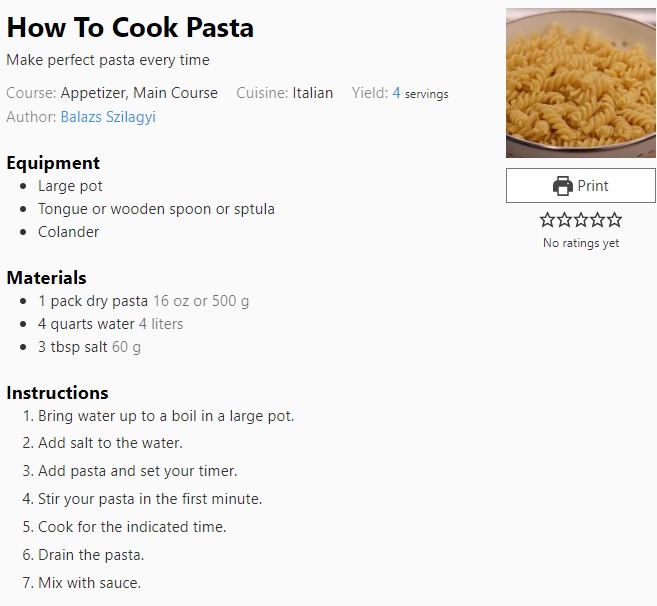 How To Cook Pasta
Make perfect pasta every time
Course: Appetizer, Main Course Cuisine: Italian Yield: 4 servings
Author: Balazs Szilagyi
Print
No ratings yet
Equipment
• Large pot
• Tongue or wooden spoon or sptula
• Colander
Materials
• 1 pack dry pasta 16 oz or 500 g
• 4 quarts water 4 liters
• 3 tbsp salt 60 g
Instructions
1. Bring water up to a boil in a large pot.
2. Add salt to the water.
3. Add pasta and set your timer.
4. Stir your pasta in the first minute.
5. Cook for the indicated time.
6. Drain the pasta.
7. Mix with sauce.